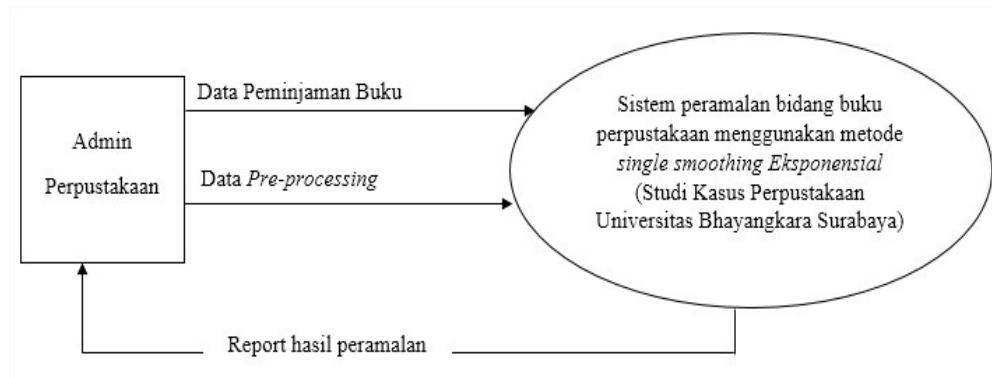 Admin
Perpustakaan
Data Peminjaman Buku
Data Pre-processing
Sistem peramalan bidang buku
perpustakaan menggunakan metode
single smoothing Eksponensial
(Studi Kasus Perpustakaan
Universitas Bhayangkara Surabaya)
Report hasil peramalan